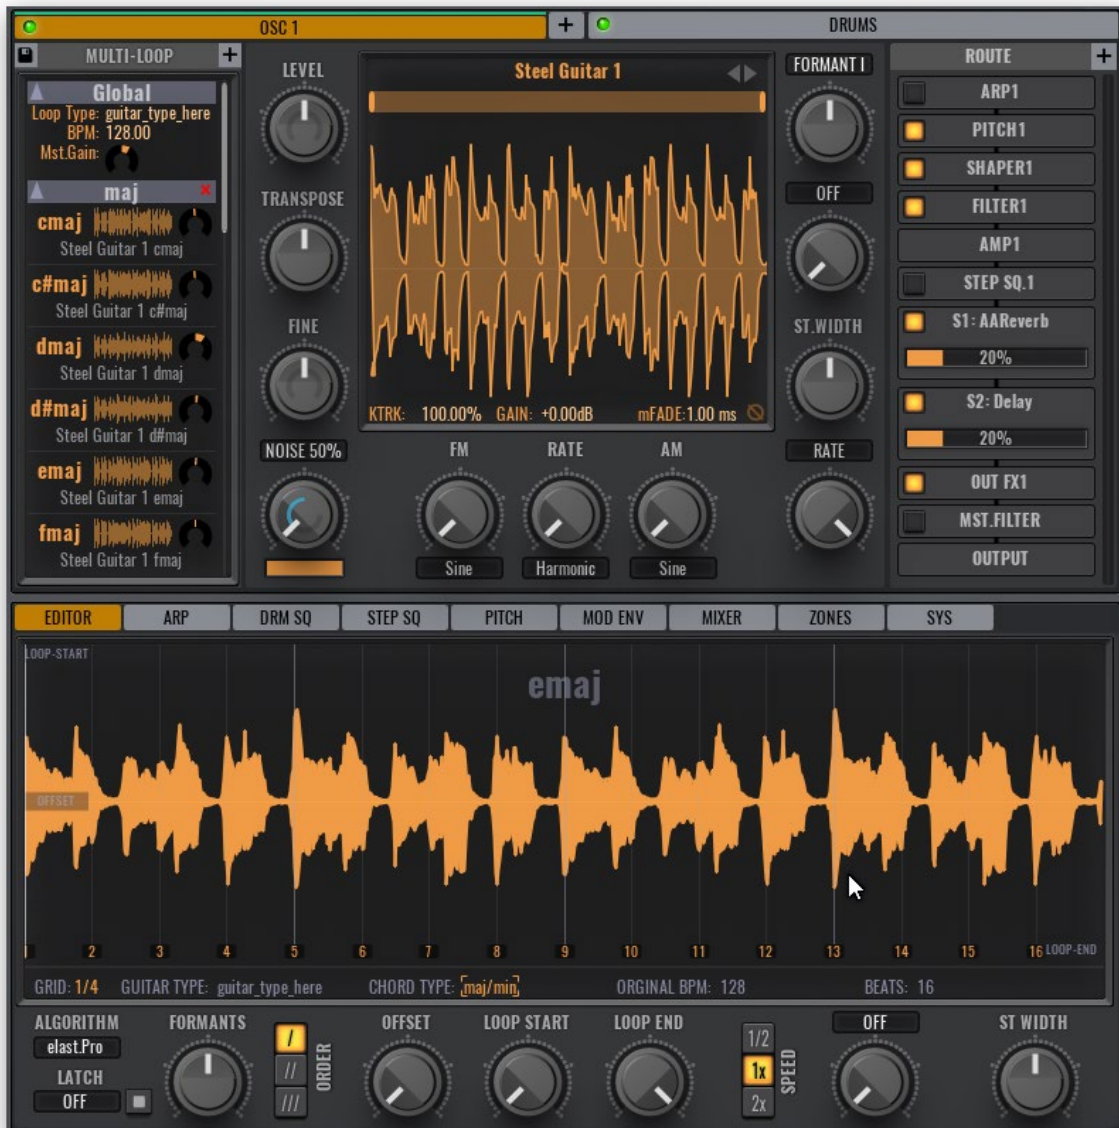 OSC 1
+
DRUMS
MULTI-LOOP
+
Global
Loop Type: guitar_type_here
BPM: 128.00
Mst.Gain:
maj
×
cmaj
Steel Guitar 1 cmaj
c#maj
Steel Guitar 1 c#maj
dmaj
Steel Guitar 1 dmaj
d#maj
Steel Guitar 1 d#maj
emaj
Steel Guitar 1 emaj
fmaj
Steel Guitar 1 fmaj
LEVEL
TRANSPOSE
FINE
NOISE 50%
Steel Guitar 1
KTRK: 100.00% GAIN: +0.00dB mFADE:1.00 ms
FM
RATE
AM
Sine
Harmonic
Sine
FORMANT I
OFF
ST.WIDTH
RATE
ROUTE
+
ARP1
PITCH1
SHAPER1
FILTER1
AMP1
STEP SQ.1
S1: AAReverb
20%
S2: Delay
20%
OUT FX1
MST.FILTER
OUTPUT
EDITOR
ARP
DRM SQ
STEP SQ
PITCH
MOD ENV
MIXER
ZONES
SYS
LOOP-START
emaj
OFFSET
1 2 3 4 5 6 7 8 9 10 11 12 13 14 15 16 LOOP-END
GRID: 1/4 GUITAR TYPE: guitar_type_here CHORD TYPE: [maj/min] ORGINAL BPM: 128 BEATS: 16
ALGORITHM
elast.Pro
LATCH
OFF
FORMANTS
/
//
///
ORDER
OFFSET
LOOP START
LOOP END
1/2
1x
2x
SPEED
OFF
ST WIDTH